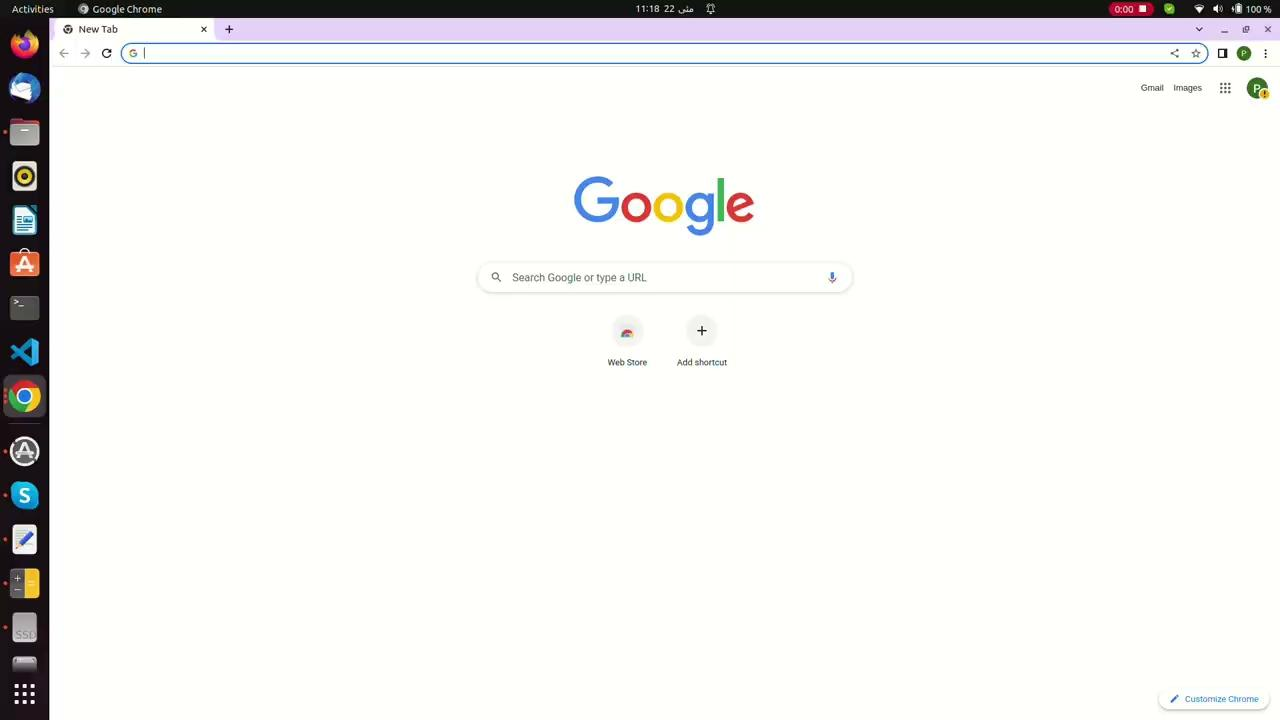 Activities Google Chrome 11:18 22 مئی 0:00 100 %
New Tab
Gmail Images P
Google
Search Google or type a URL
Web Store Add shortcut
SSD
Customize Chrome